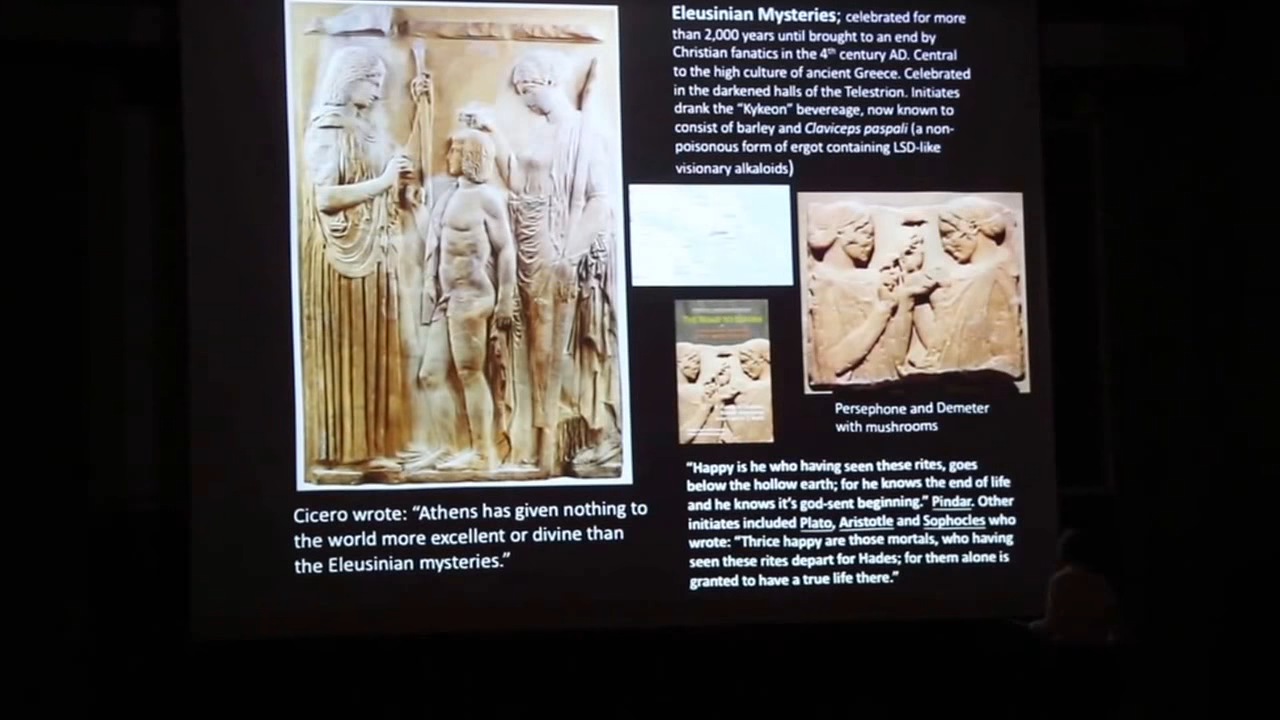 Eleusinian Mysteries; celebrated for more
than 2,000 years until brought to an end by
Christian fanatics in the 4th century AD. Central
to the high culture of ancient Greece. Celebrated
in the darkened halls of the Telestrion. Initiates
drank the “Kykeon” bevereage, now known to
consist of barley and Claviceps paspali (a non-
poisonous form of ergot containing LSD-like
visionary alkaloids)
Persephone and Demeter
with mushrooms
“Happy is he who having seen these rites, goes
below the hollow earth; for he knows the end of life
and he knows it’s god-sent beginning.” Pindar. Other
initiates included Plato, Aristotle and Sophocles who
wrote: “Thrice happy are those mortals, who having
seen these rites depart for Hades; for them alone is
granted to have a true life there.”
Cicero wrote: “Athens has given nothing to
the world more excellent or divine than
the Eleusinian mysteries.”